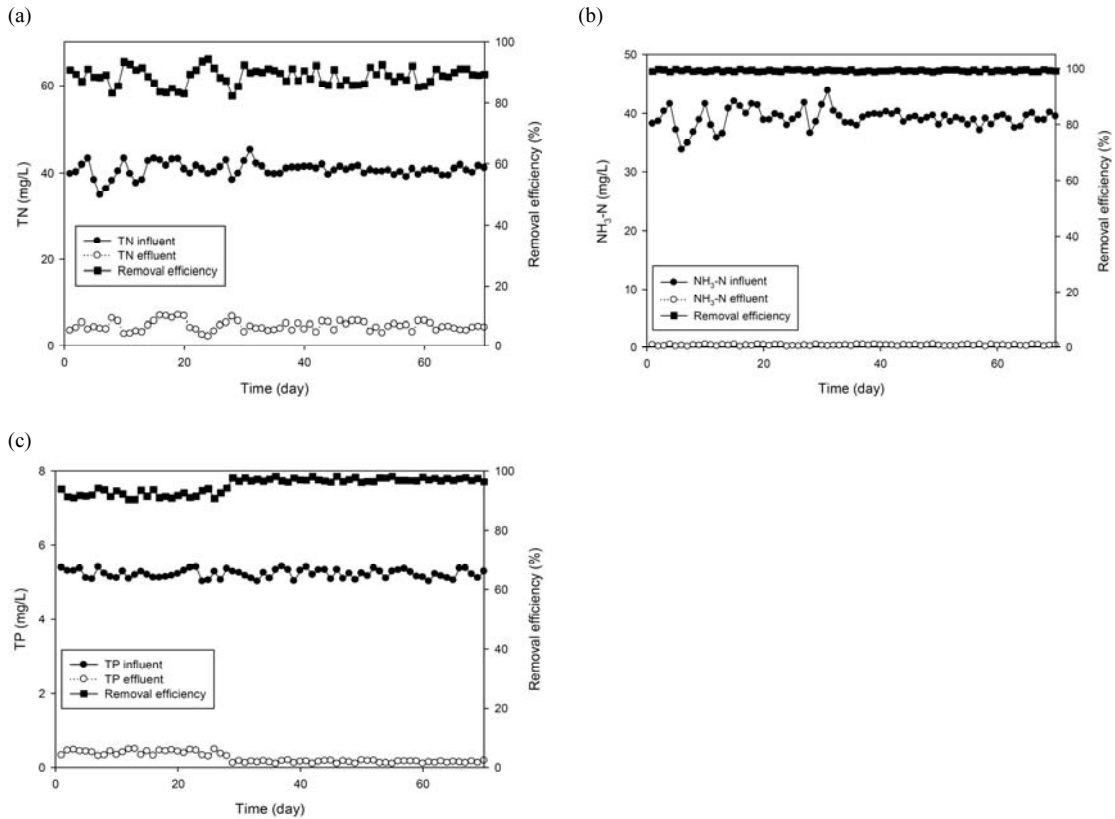 (a)
100
80
60
40
20
0
60
40
20
0
TN (mg/L)
Removal efficiency (%)
TN influent
TN effluent
Removal efficiency
0 20 40 60
Time (day)
(b)
50
40
30
20
10
0
100
80
60
40
20
0
NH₃-N (mg/L)
Removal efficiency (%)
NH₃-N influent
NH₃-N effluent
Removal efficiency
0 20 40 60
Time (day)
(c)
8
6
4
2
0
100
80
60
40
20
0
TP (mg/L)
Removal efficiency (%)
TP influent
TP effluent
Removal efficiency
0 20 40 60
Time (day)